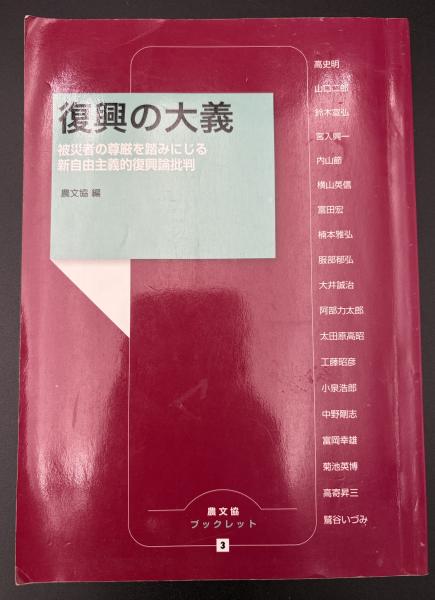 復興の大義
被災者の尊厳を踏みにじる
新自由主義的復興論批判
農文協 編
高史明
山口二郎
鈴木宣弘
宮入興一
内山節
横山英信
富田宏
楠本雅弘
服部郁弘
大井誠治
阿部力太郎
太田原高昭
工藤昭彦
小泉浩郎
中野剛志
富岡幸雄
菊池英博
高寄昇三
鷲谷いづみ
農文協
ブックレット
3